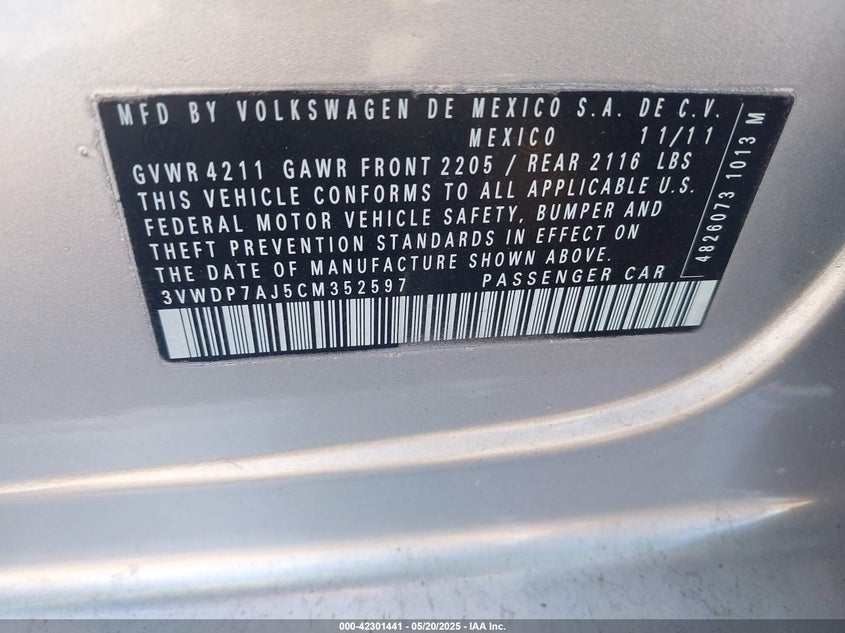 MFD BY VOLKSWAGEN DE MEXICO S.A. DE C.V.
MEXICO 11/11
GVWR 4211 GAWR FRONT 2205 / REAR 2116 LBS
THIS VEHICLE CONFORMS TO ALL APPLICABLE U.S.
FEDERAL MOTOR VEHICLE SAFETY, BUMPER AND
THEFT PREVENTION STANDARDS IN EFFECT ON
THE DATE OF MANUFACTURE SHOWN ABOVE.
3VWDP7AJ5CM352597 PASSENGER CAR
4826073 1013 M
000-42301441 - 05/20/2025 - IAA Inc.